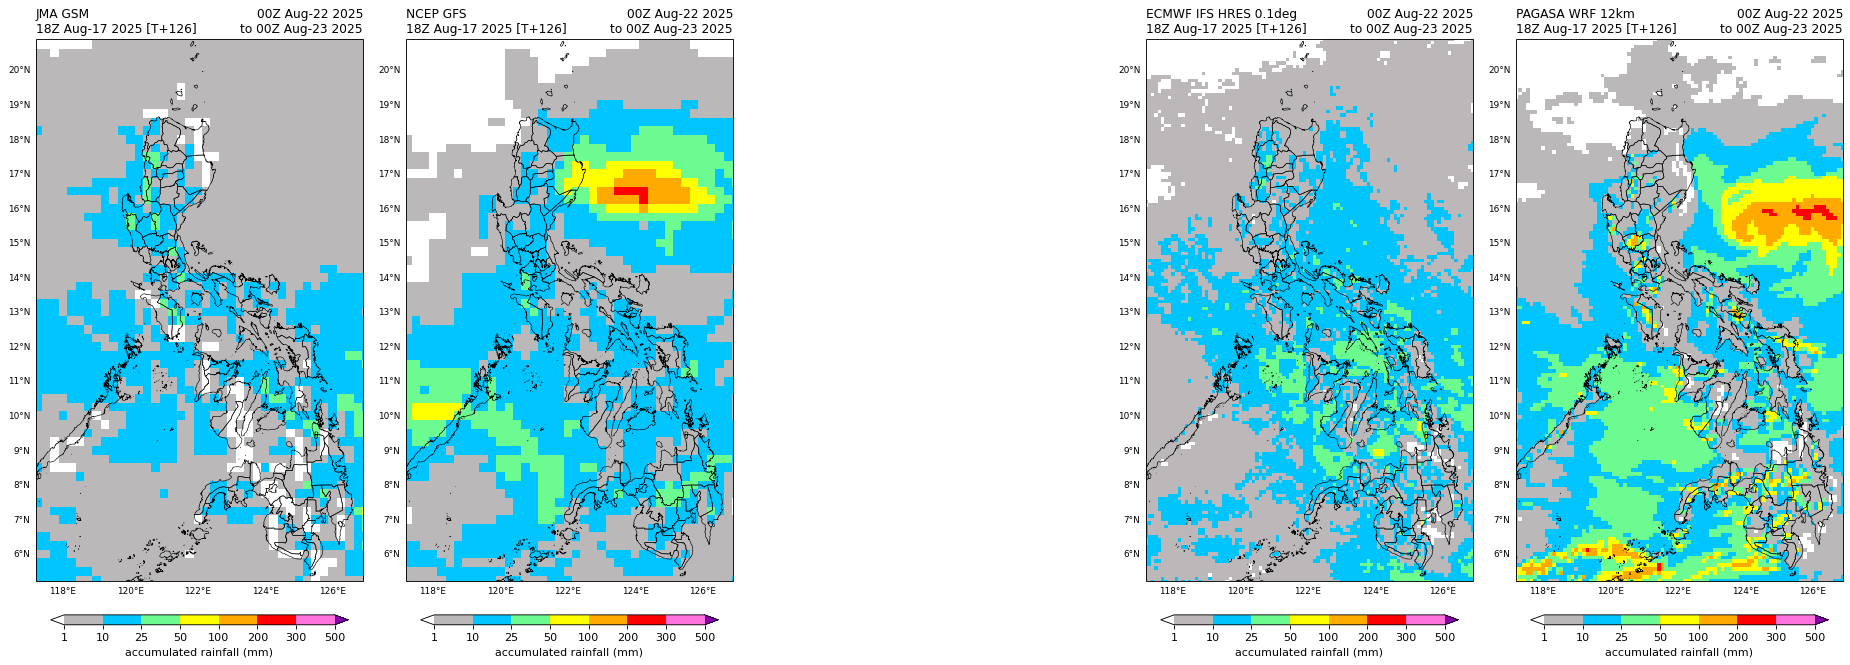 JMA GSM 00Z Aug-22 2025
18Z Aug-17 2025 [T+126] to 00Z Aug-23 2025
20°N
19°N
18°N
17°N
16°N
15°N
14°N
13°N
12°N
11°N
10°N
9°N
8°N
7°N
6°N
118°E 120°E 122°E 124°E 126°E
1 10 25 50 100 200 300 500
accumulated rainfall (mm)
NCEP GFS 00Z Aug-22 2025
18Z Aug-17 2025 [T+126] to 00Z Aug-23 2025
20°N
19°N
18°N
17°N
16°N
15°N
14°N
13°N
12°N
11°N
10°N
9°N
8°N
7°N
6°N
118°E 120°E 122°E 124°E 126°E
1 10 25 50 100 200 300 500
accumulated rainfall (mm)
ECMWF IFS HRES 0.1deg 00Z Aug-22 2025
18Z Aug-17 2025 [T+126] to 00Z Aug-23 2025
20°N
19°N
18°N
17°N
16°N
15°N
14°N
13°N
12°N
11°N
10°N
9°N
8°N
7°N
6°N
118°E 120°E 122°E 124°E 126°E
1 10 25 50 100 200 300 500
accumulated rainfall (mm)
PAGASA WRF 12km 00Z Aug-22 2025
18Z Aug-17 2025 [T+126] to 00Z Aug-23 2025
20°N
19°N
18°N
17°N
16°N
15°N
14°N
13°N
12°N
11°N
10°N
9°N
8°N
7°N
6°N
118°E 120°E 122°E 124°E 126°E
1 10 25 50 100 200 300 500
accumulated rainfall (mm)